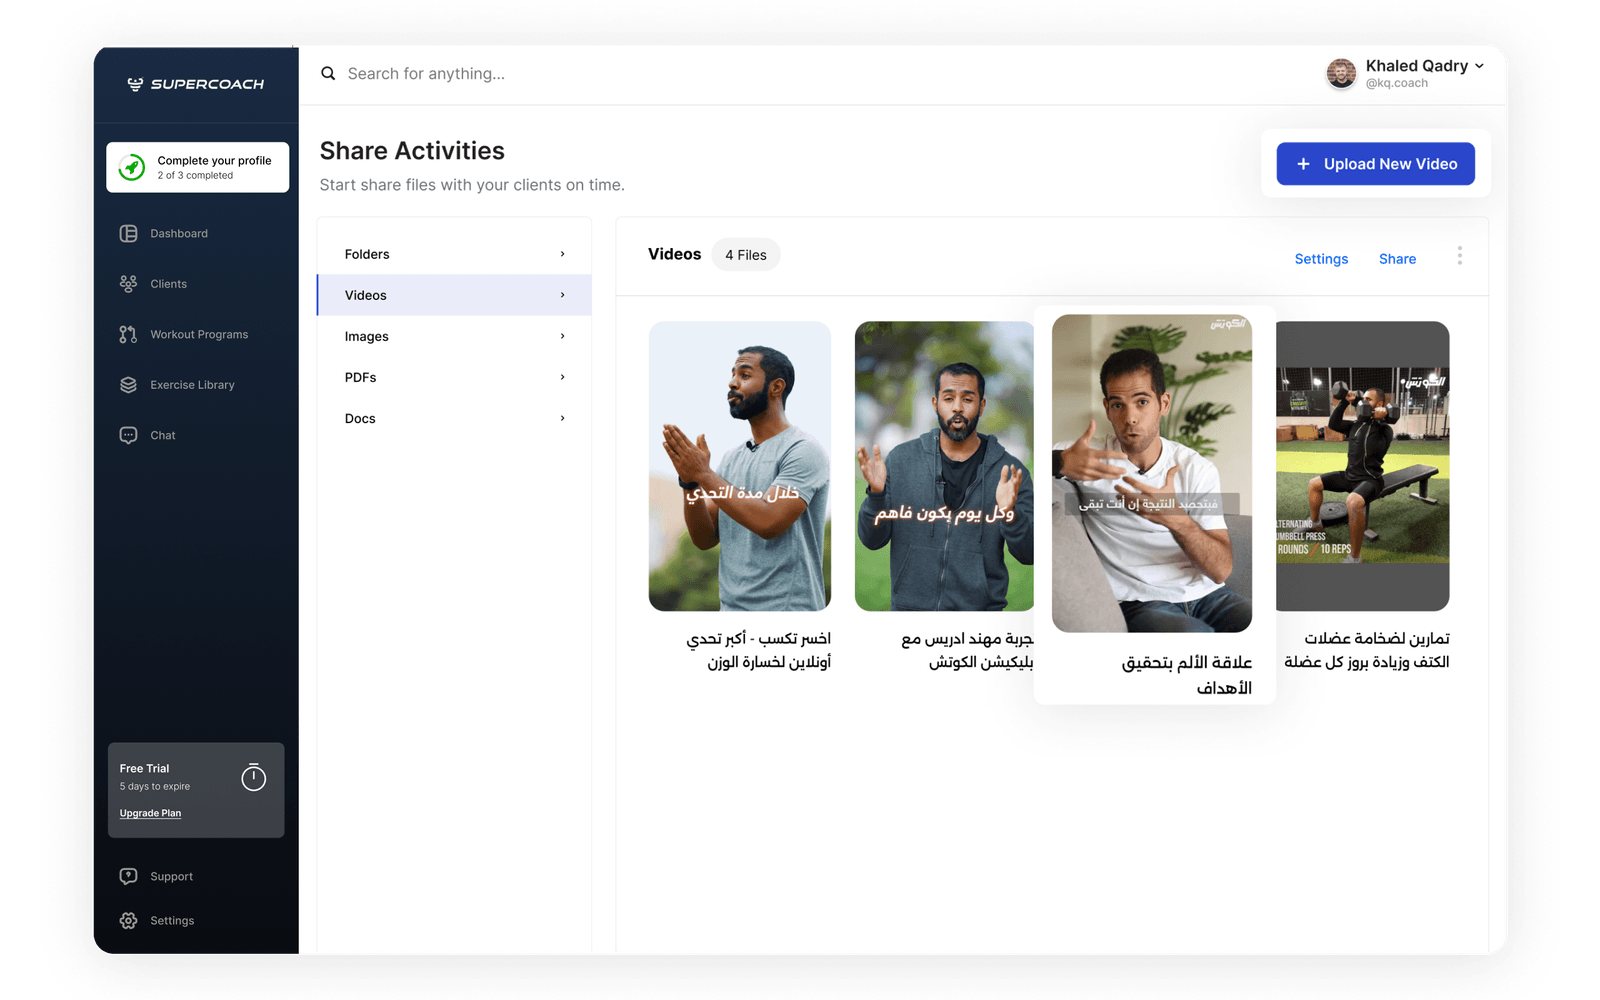 SUPERCOACH
Search for anything...
Khaled Qadry
@kq.coach
Complete your profile
2 of 3 completed
Dashboard
Clients
Workout Programs
Exercise Library
Chat
Free Trial
5 days to expire
Upgrade Plan
Support
Settings
Share Activities
Start share files with your clients on time.
Upload New Video
Folders
Videos
Images
PDFs
Docs
Videos
4 Files
Settings
Share
خلال مدة التحدي
اخسر تكسب - أكبر تحدي
أونلاين لخسارة الوزن
وكل يوم يكون فاهم
جربة مهند ادريس مع
بليكيشن الكوتش
الكوتش
فبتحصد النتيجة إن أنت تبقى
علاقة الألم بتحقيق
الأهداف
الكوتش
LTERNATING
UMBBELL PRESS
ROUNDS / 10 REPS
تمارين لضخامة عضلات
الكتف وزيادة بروز كل عضلة